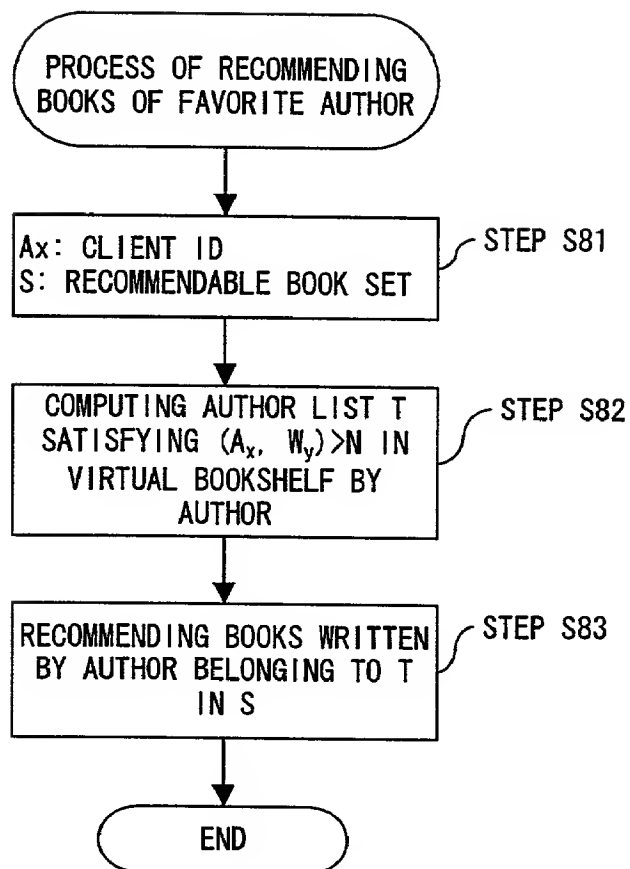 PROCESS OF RECOMMENDING
BOOKS OF FAVORITE AUTHOR
Ax: CLIENT ID
S: RECOMMENDABLE BOOK SET
STEP S81
COMPUTING AUTHOR LIST T
SATISFYING (Aₓ, Wᵧ)>N IN
VIRTUAL BOOKSHELF BY
AUTHOR
STEP S82
RECOMMENDING BOOKS WRITTEN
BY AUTHOR BELONGING TO T
IN S
STEP S83
END